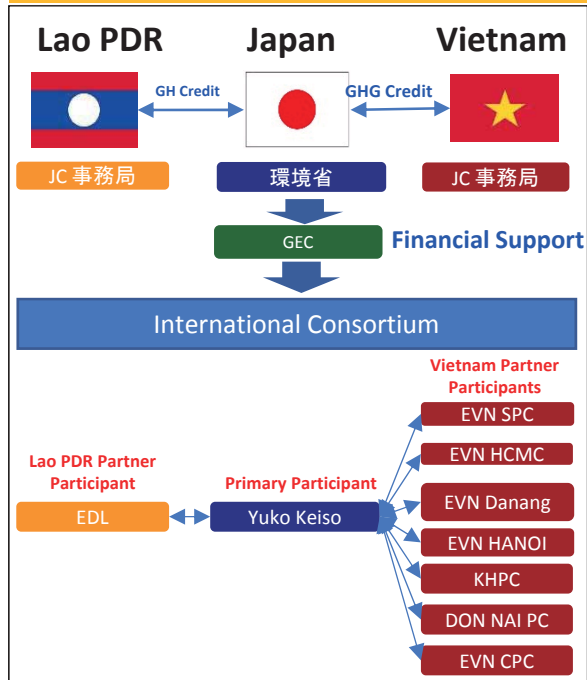 Lao PDR
Japan
Vietnam
GH Credit
GHG Credit
JC 事務局
環境省
JC 事務局
GEC
Financial Support
International Consortium
Vietnam Partner
Participants
EVN SPC
EVN HCMC
Lao PDR Partner
Participant
Primary Participant
EDL
Yuko Keiso
EVN Danang
EVN HANOI
KHPC
DON NAI PC
EVN CPC